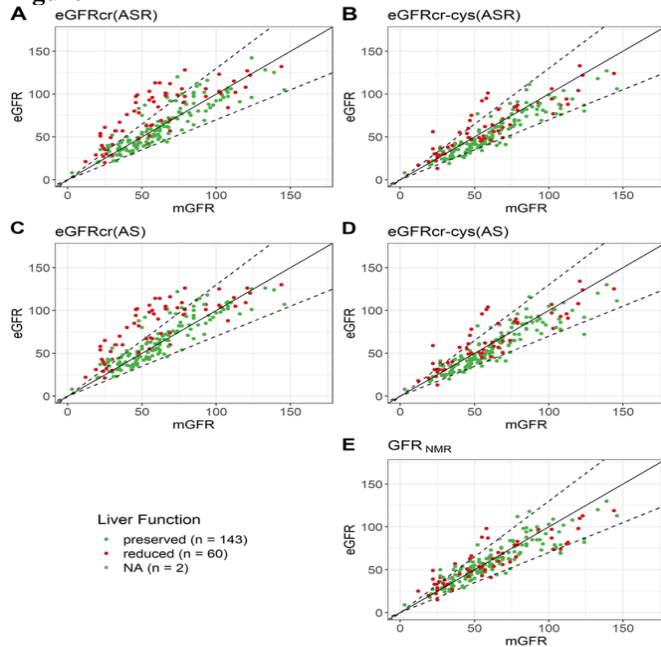 A eGFRcr(ASR)
B eGFRcr-cys(ASR)
150
100
50
0
eGFR
0 50 100 150
mGFR
150
100
50
0
eGFR
0 50 100 150
mGFR
C eGFRcr(AS)
D eGFRcr-cys(AS)
150
100
50
0
eGFR
0 50 100 150
mGFR
150
100
50
0
eGFR
0 50 100 150
mGFR
E GFR NMR
150
100
50
0
eGFR
0 50 100 150
mGFR
Liver Function
preserved (n = 143)
reduced (n = 60)
NA (n = 2)